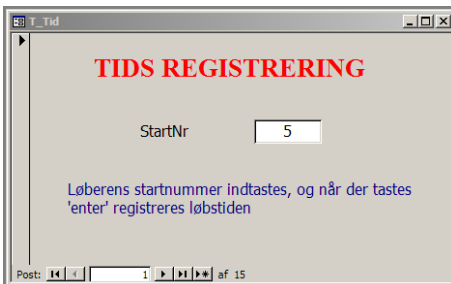 T_Tid
TIDS REGISTRERING
StartNr 5
Løberens startnummer indtastes, og når der tastes
'enter' registreres løbstiden
Post: 1 af 15